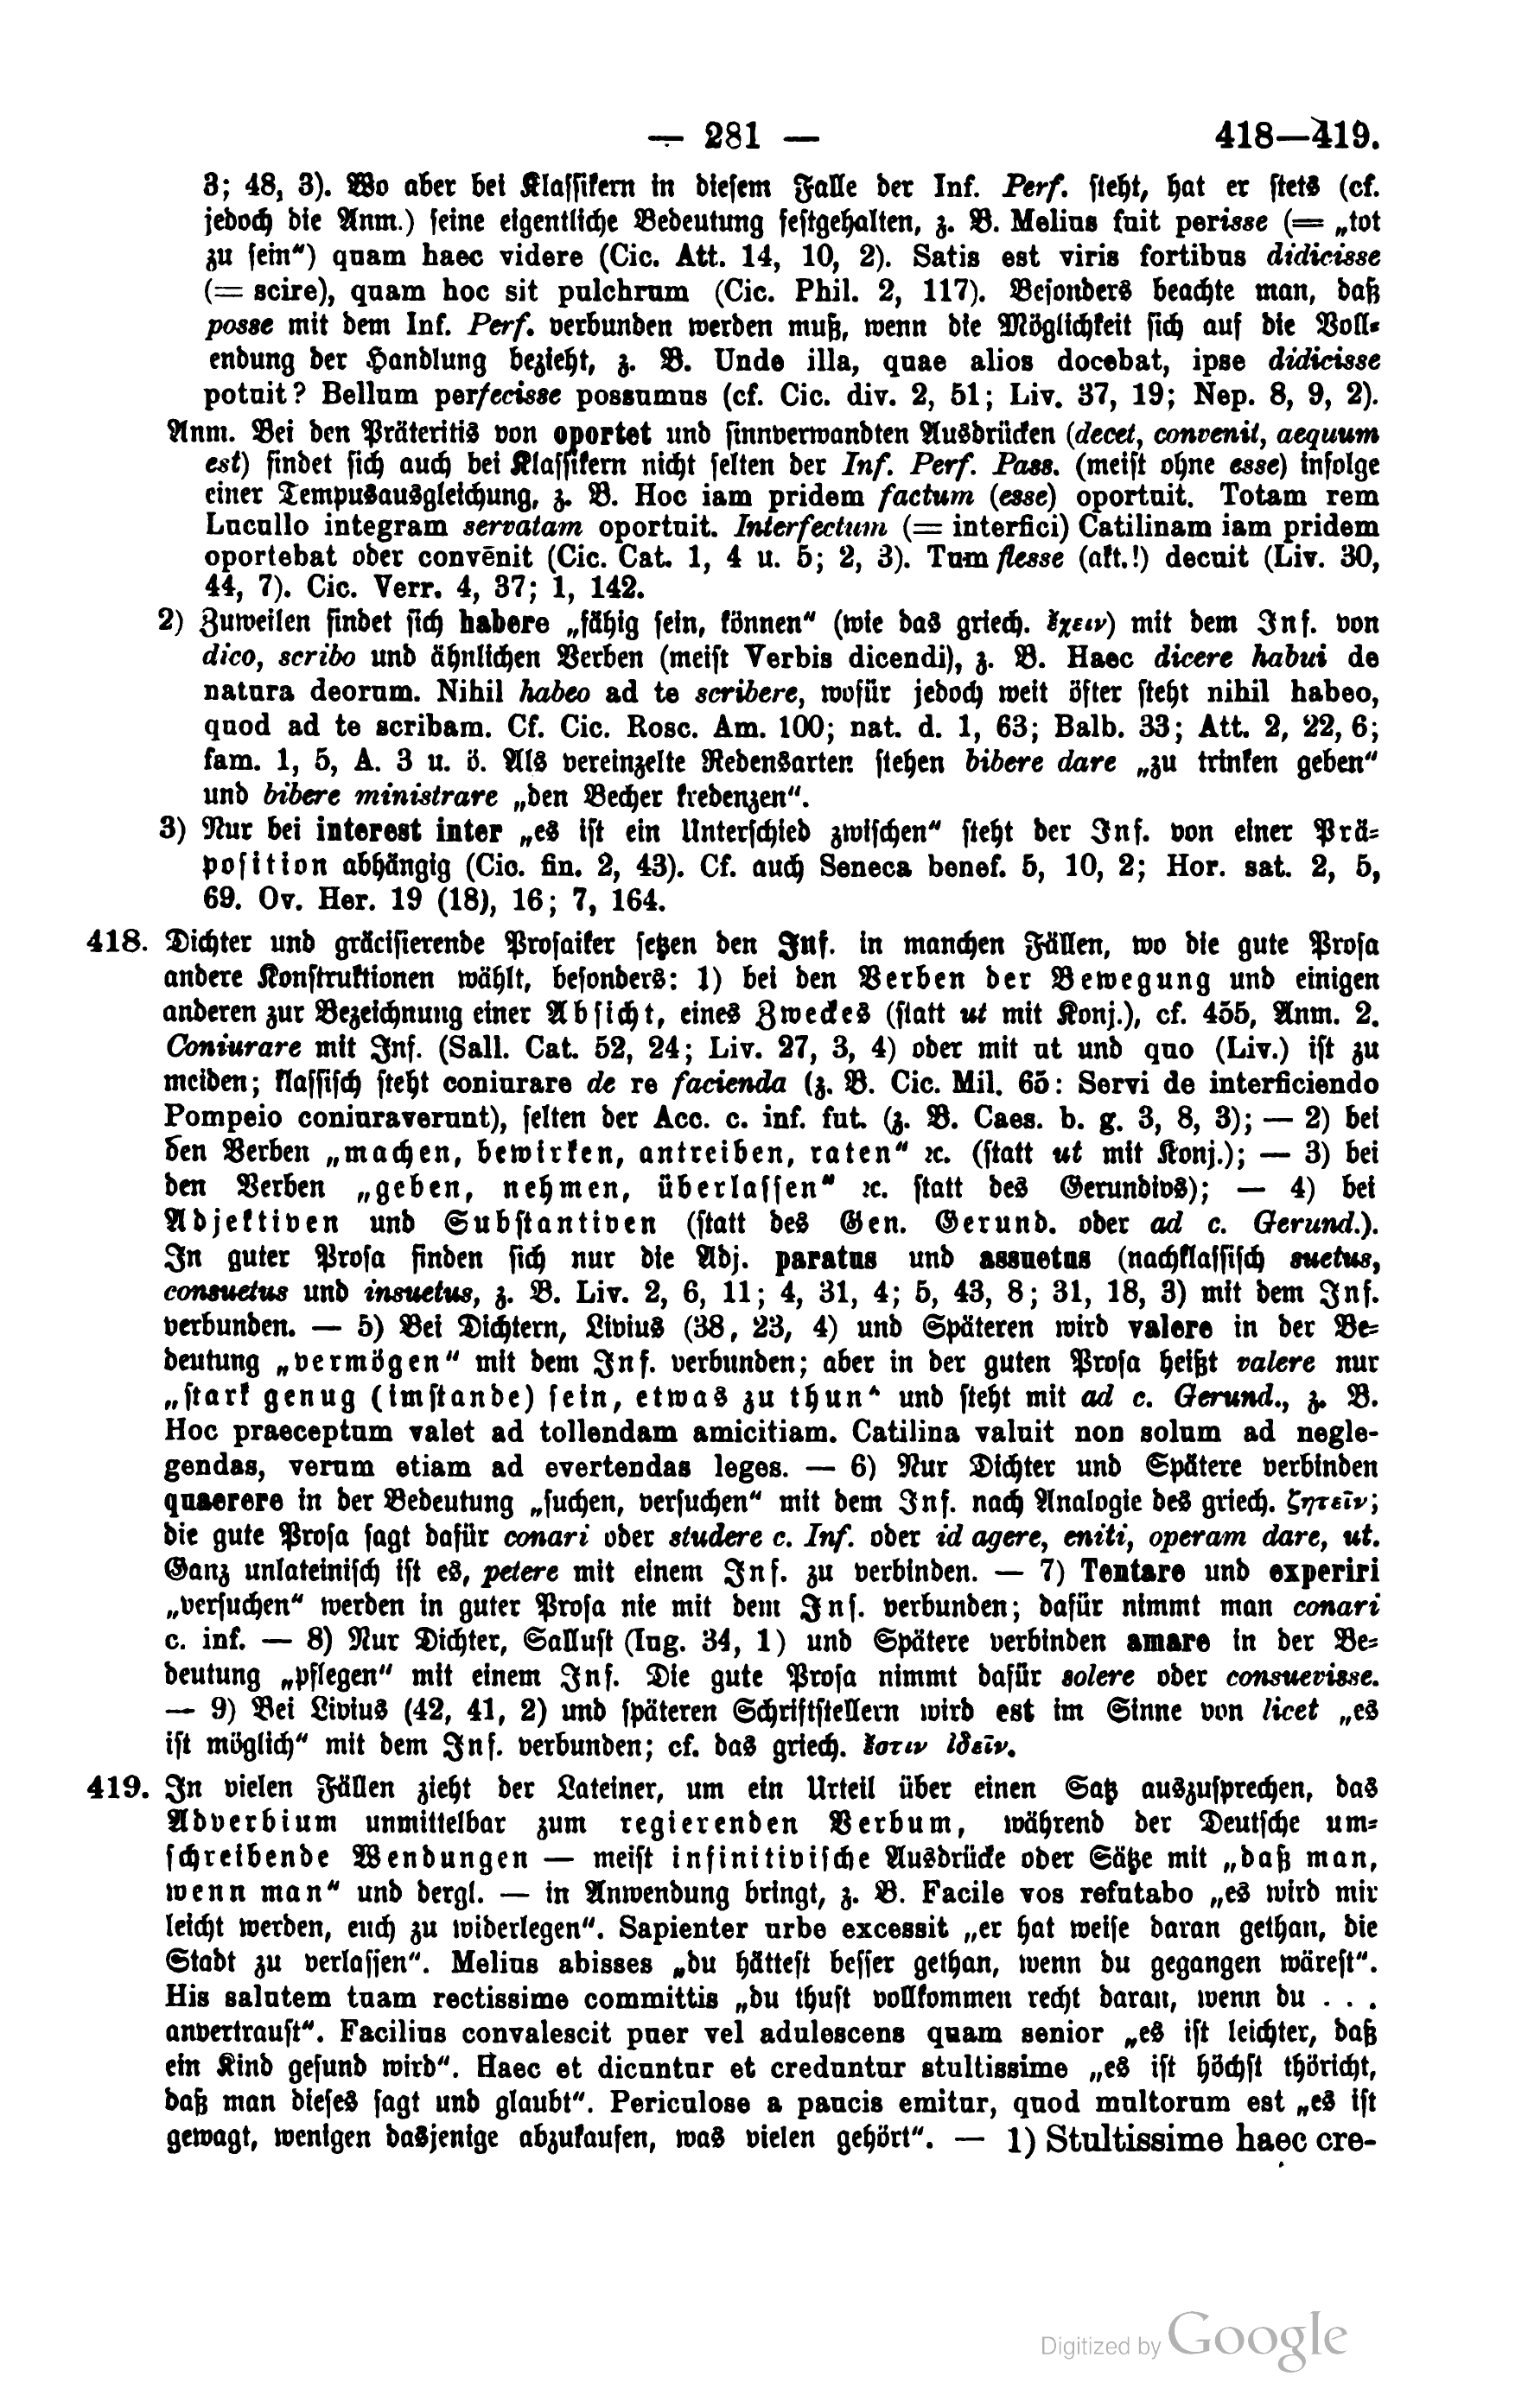 — 281 — 418—419.
3; 48, 3). Wo aber bei Klassikern in diesem Falle der Inf. Perf. steht, hat er stets (cf.
jedoch die Anm.) seine eigentliche Bedeutung festgehalten, z. B. Melius fuit perisse (= „tot
zu sein“) quam haec videre (Cic. Att. 14, 10, 2). Satis est viris fortibus didicisse
(= scire), quam hoc sit pulchrum (Cic. Phil. 2, 117). Besonders beachte man, daß
posse mit dem Inf. Perf. verbunden werden muß, wenn die Möglichkeit sich auf die Voll-
endung der Handlung bezieht, z. B. Unde illa, quae alios docebat, ipse didicisse
potuit? Bellum perfecisse possumus (cf. Cic. div. 2, 51; Liv. 37, 19; Nep. 8, 9, 2).
Anm. Bei den Präteritis von oportet und sinnverwandten Ausdrücken (decet, convenit, aequum
est) findet sich auch bei Klassikern nicht selten der Inf. Perf. Pass. (meist ohne esse) infolge
einer Tempusausgleichung, z. B. Hoc iam pridem factum (esse) oportuit. Totam rem
Lucullo integram servatam oportuit. Interfectum (= interfici) Catilinam iam pridem
oportebat oder convēnit (Cic. Cat. 1, 4 u. 5; 2, 3). Tum flesse (akt.!) decuit (Liv. 30,
44, 7). Cic. Verr. 4, 37; 1, 142.
2) Zuweilen findet sich habere „fähig sein, können“ (wie das griech. ἔχειν) mit dem Inf. von
dico, scribo und ähnlichen Verben (meist Verbis dicendi), z. B. Haec dicere habui de
natura deorum. Nihil habeo ad te scribere, wofür jedoch weit öfter steht nihil habeo,
quod ad te scribam. Cf. Cic. Rosc. Am. 100; nat. d. 1, 63; Balb. 33; Att. 2, 22, 6;
fam. 1, 5, A. 3 u. ö. Als vereinzelte Redensarten stehen bibere dare „zu trinken geben“
und bibere ministrare „den Becher kredenzen“.
3) Nur bei interest inter „es ist ein Unterschied zwischen“ steht der Inf. von einer Prä-
position abhängig (Cic. fin. 2, 43). Cf. auch Seneca benef. 5, 10, 2; Hor. sat. 2, 5,
69. Ov. Her. 19 (18), 16; 7, 164.
418. Dichter und gräcisierende Prosaiker setzen den Inf. in manchen Fällen, wo die gute Prosa
andere Konstruktionen wählt, besonders: 1) bei den Verben der Bewegung und einigen
anderen zur Bezeichnung einer Absicht, eines Zweckes (statt ut mit Konj.), cf. 455, Anm. 2.
Coniurare mit Inf. (Sall. Cat. 52, 24; Liv. 27, 3, 4) oder mit ut und quo (Liv.) ist zu
meiden; klassisch steht coniurare de re facienda (z. B. Cic. Mil. 65: Servi de interficiendo
Pompeio coniuraverunt), selten der Acc. c. inf. fut. (z. B. Caes. b. g. 3, 8, 3); — 2) bei
den Verben „machen, bewirken, antreiben, raten“ ꝛc. (statt ut mit Konj.); — 3) bei
den Verben „geben, nehmen, überlassen“ ꝛc. statt des Gerundivs); — 4) bei
Adjektiven und Substantiven (statt des Gen. Gerund. oder ad c. Gerund.).
In guter Prosa finden sich nur die Adj. paratus und assuetus (nachklassisch suetus,
consuetus und insuetus, z. B. Liv. 2, 6, 11; 4, 31, 4; 5, 43, 8; 31, 18, 3) mit dem Inf.
verbunden. — 5) Bei Dichtern, Livius (38, 23, 4) und Späteren wird valere in der Be-
deutung „vermögen“ mit dem Inf. verbunden; aber in der guten Prosa heißt valere nur
„stark genug (imstande) sein, etwas zu thun“ und steht mit ad c. Gerund., z. B.
Hoc praeceptum valet ad tollendam amicitiam. Catilina valuit non solum ad negle-
gendas, verum etiam ad evertendas leges. — 6) Nur Dichter und Spätere verbinden
quaerere in der Bedeutung „suchen, versuchen“ mit dem Inf. nach Analogie des griech. ζητεῖν;
die gute Prosa sagt dafür conari oder studere c. Inf. oder id agere, eniti, operam dare, ut.
Ganz unlateinisch ist es, petere mit einem Inf. zu verbinden. — 7) Tentare und experiri
„versuchen“ werden in guter Prosa nie mit dem Inf. verbunden; dafür nimmt man conari
c. inf. — 8) Nur Dichter, Sallust (Iug. 34, 1) und Spätere verbinden amare in der Be-
deutung „pflegen“ mit einem Inf. Die gute Prosa nimmt dafür solere oder consuevisse.
— 9) Bei Livius (42, 41, 2) und späteren Schriftstellern wird est im Sinne von licet „es
ist möglich“ mit dem Inf. verbunden; cf. das griech. ἔστιν ἰδεῖν.
419. In vielen Fällen zieht der Lateiner, um ein Urteil über einen Satz auszusprechen, das
Adverbium unmittelbar zum regierenden Verbum, während der Deutsche um-
schreibende Wendungen — meist infinitivische Ausdrücke oder Sätze mit „daß man,
wenn man“ und dergl. — in Anwendung bringt, z. B. Facile vos refutabo „es wird mir
leicht werden, euch zu widerlegen“. Sapienter urbe excessit „er hat weise daran gethan, die
Stadt zu verlassen“. Melius abisses „du hättest besser gethan, wenn du gegangen wärest“.
His salutem tuam rectissime committis „du thust vollkommen recht daran, wenn du . . .
anvertraust“. Facilius convalescit puer vel adulescens quam senior „es ist leichter, daß
ein Kind gesund wird“. Haec et dicuntur et creduntur stultissime „es ist höchst thöricht,
daß man dieses sagt und glaubt“. Periculose a paucis emitur, quod multorum est „es ist
gewagt, wenigen dasjenige abzukaufen, was vielen gehört“. — 1) Stultissime haec cre-
Digitized by Google